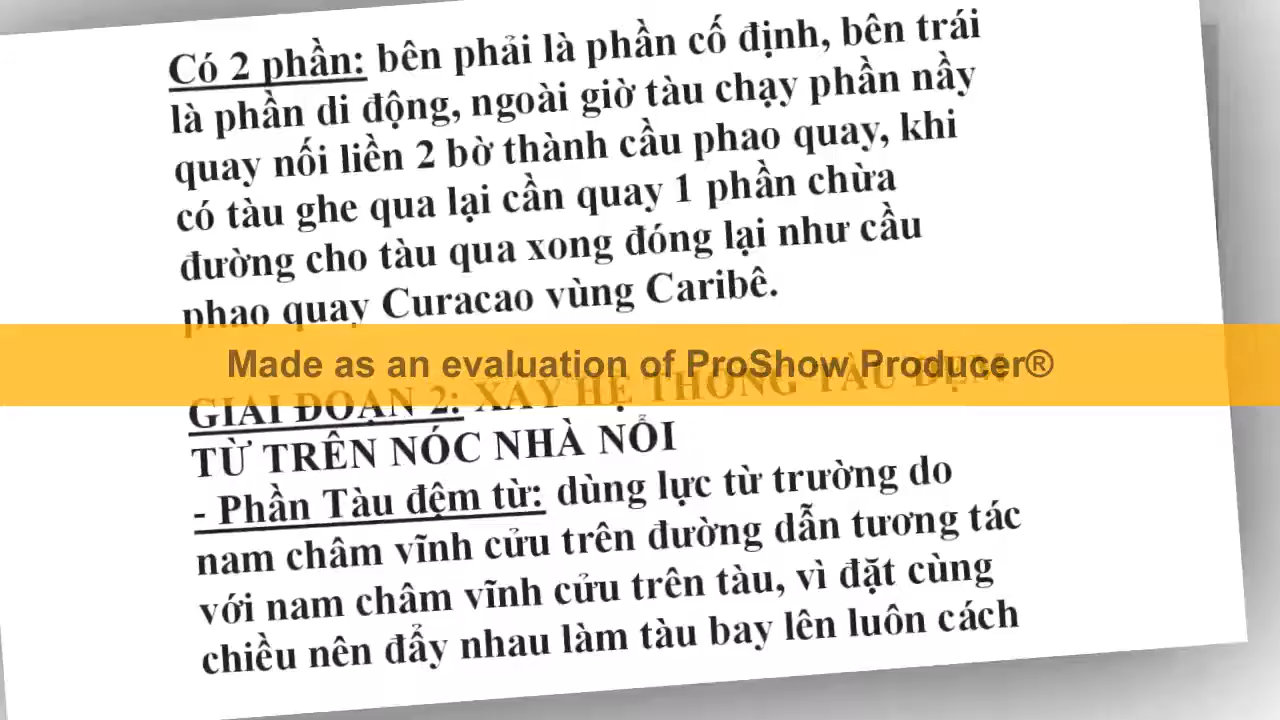 Có 2 phần: bên phải là phần cố định, bên trái
là phần di động, ngoài giờ tàu chạy phần nầy
quay nối liền 2 bờ thành cầu phao quay, khi
có tàu ghe qua lại cần quay 1 phần chừa
đường cho tàu qua xong đóng lại như cầu
phao quay Curacao vùng Caribê.
Made as an evaluation of ProShow Producer®
GIAI ĐOẠN 2: XÂY HỆ THỐNG TÀU ĐỆM
TỪ TRÊN NÓC NHÀ NỔI
- Phần Tàu đệm từ: dùng lực từ trường do
nam châm vĩnh cửu trên đường dẫn tương tác
với nam châm vĩnh cửu trên tàu, vì đặt cùng
chiều nên đẩy nhau làm tàu bay lên luôn cách